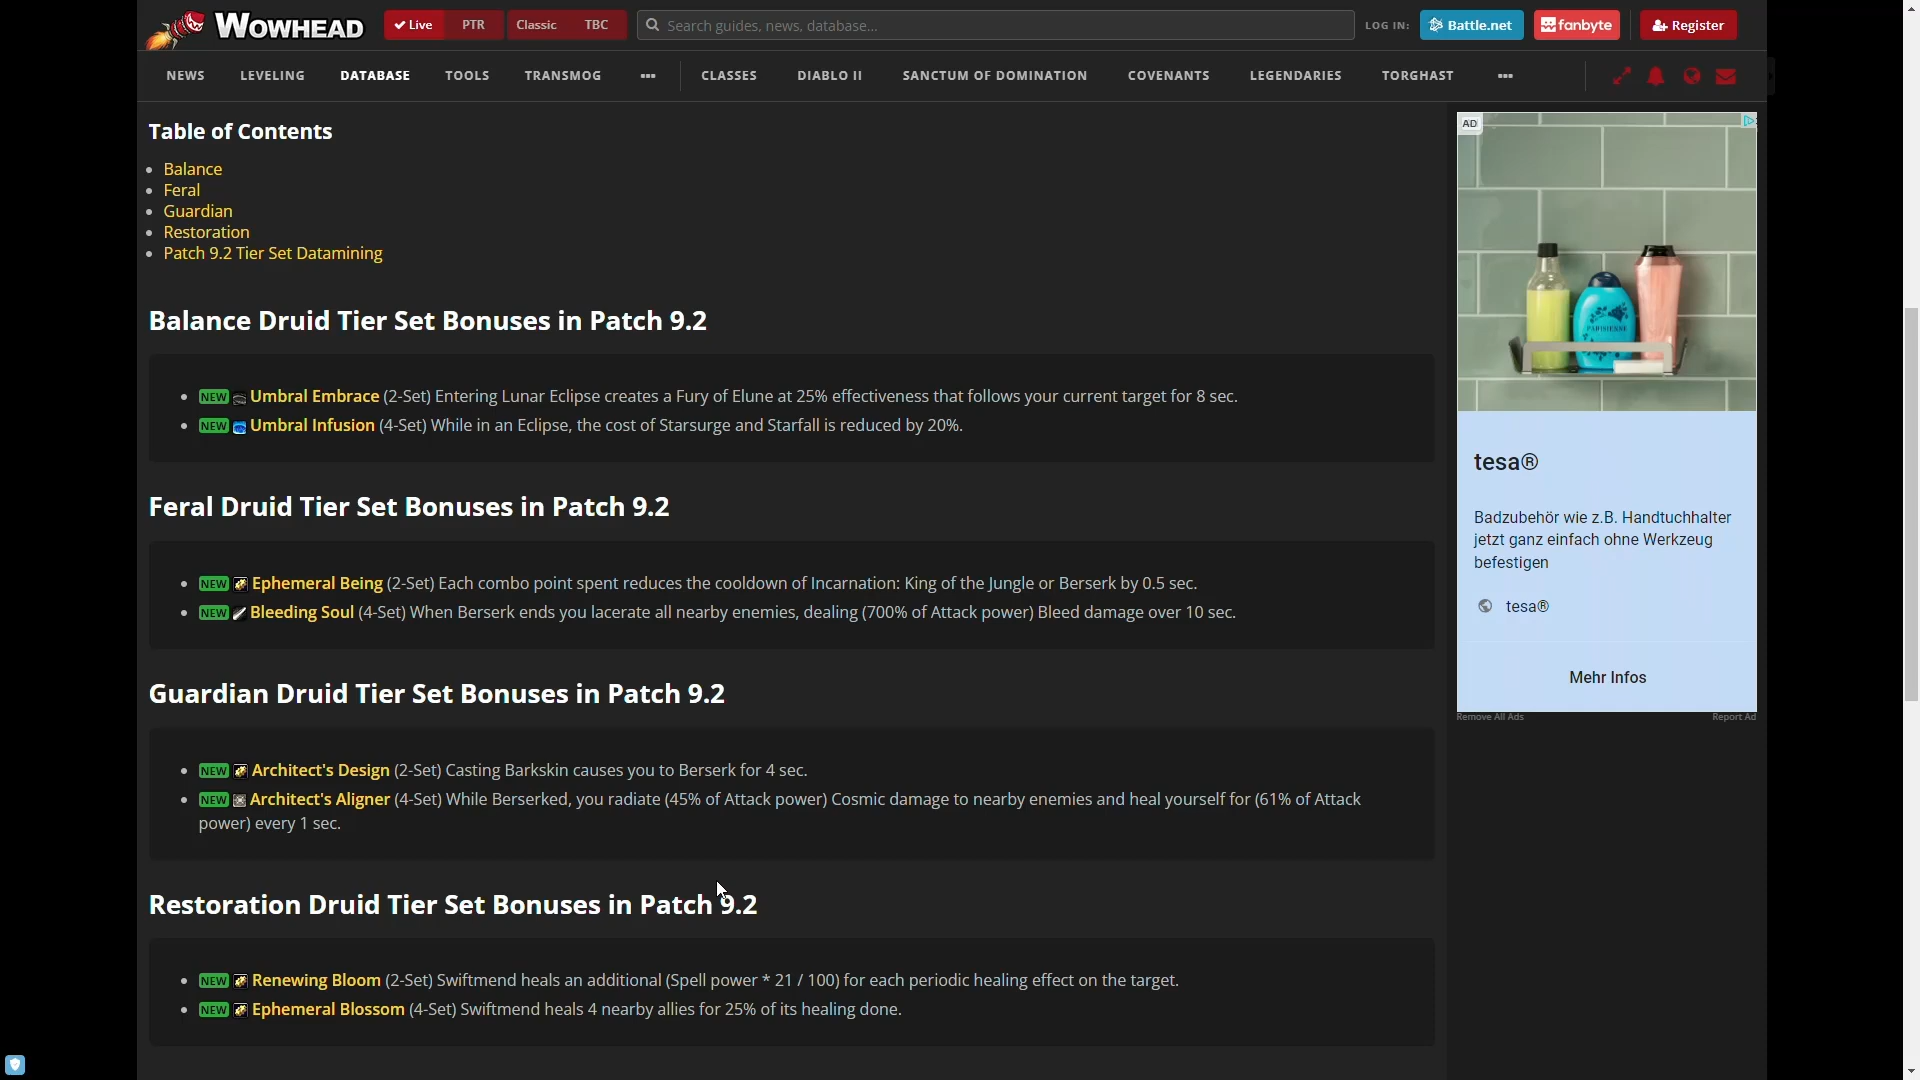 WOWHEAD
Live PTR Classic TBC
Search guides, news, database...
LOG IN: Battle.net fanbyte Register
NEWS LEVELING DATABASE TOOLS TRANSMOG ••• CLASSES DIABLO II SANCTUM OF DOMINATION COVENANTS LEGENDARIES TORGHAST •••
Table of Contents
• Balance
• Feral
• Guardian
• Restoration
• Patch 9.2 Tier Set Datamining
Balance Druid Tier Set Bonuses in Patch 9.2
• NEW Umbral Embrace (2-Set) Entering Lunar Eclipse creates a Fury of Elune at 25% effectiveness that follows your current target for 8 sec.
• NEW Umbral Infusion (4-Set) While in an Eclipse, the cost of Starsurge and Starfall is reduced by 20%.
Feral Druid Tier Set Bonuses in Patch 9.2
• NEW Ephemeral Being (2-Set) Each combo point spent reduces the cooldown of Incarnation: King of the Jungle or Berserk by 0.5 sec.
• NEW Bleeding Soul (4-Set) When Berserk ends you lacerate all nearby enemies, dealing (700% of Attack power) Bleed damage over 10 sec.
Guardian Druid Tier Set Bonuses in Patch 9.2
• NEW Architect's Design (2-Set) Casting Barkskin causes you to Berserk for 4 sec.
• NEW Architect's Aligner (4-Set) While Berserked, you radiate (45% of Attack power) Cosmic damage to nearby enemies and heal yourself for (61% of Attack
power) every 1 sec.
Restoration Druid Tier Set Bonuses in Patch 9.2
• NEW Renewing Bloom (2-Set) Swiftmend heals an additional (Spell power * 21 / 100) for each periodic healing effect on the target.
• NEW Ephemeral Blossom (4-Set) Swiftmend heals 4 nearby allies for 25% of its healing done.
AD
PARISIENNE
tesa®
Badzubehör wie z.B. Handtuchhalter
jetzt ganz einfach ohne Werkzeug
befestigen
tesa®
Mehr Infos
Remove All Ads Report Ad